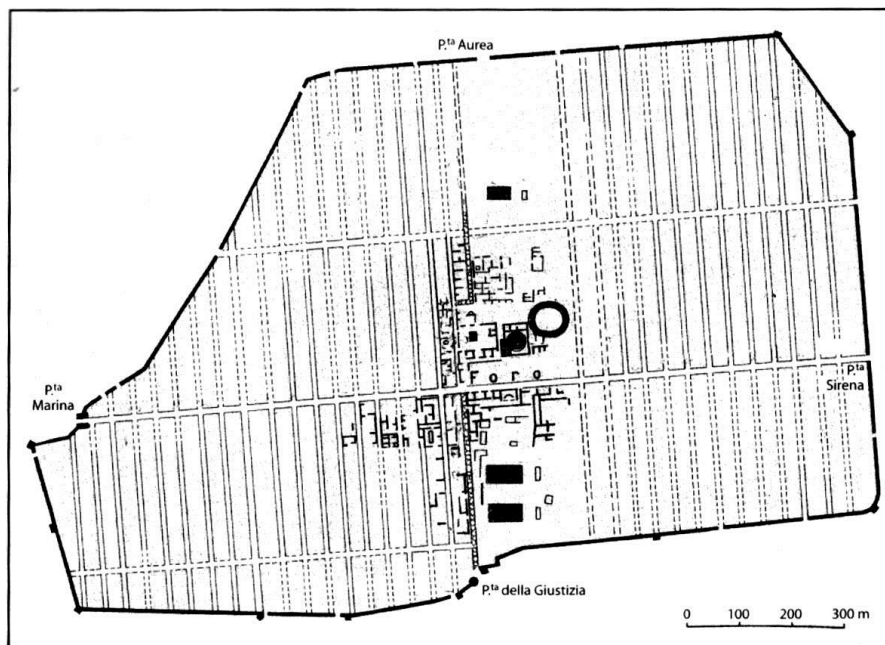 P.ta Aurea
P.ta
Marina
Foro
P.ta
Sirena
P.ta della Giustizia
0 100 200 300 m